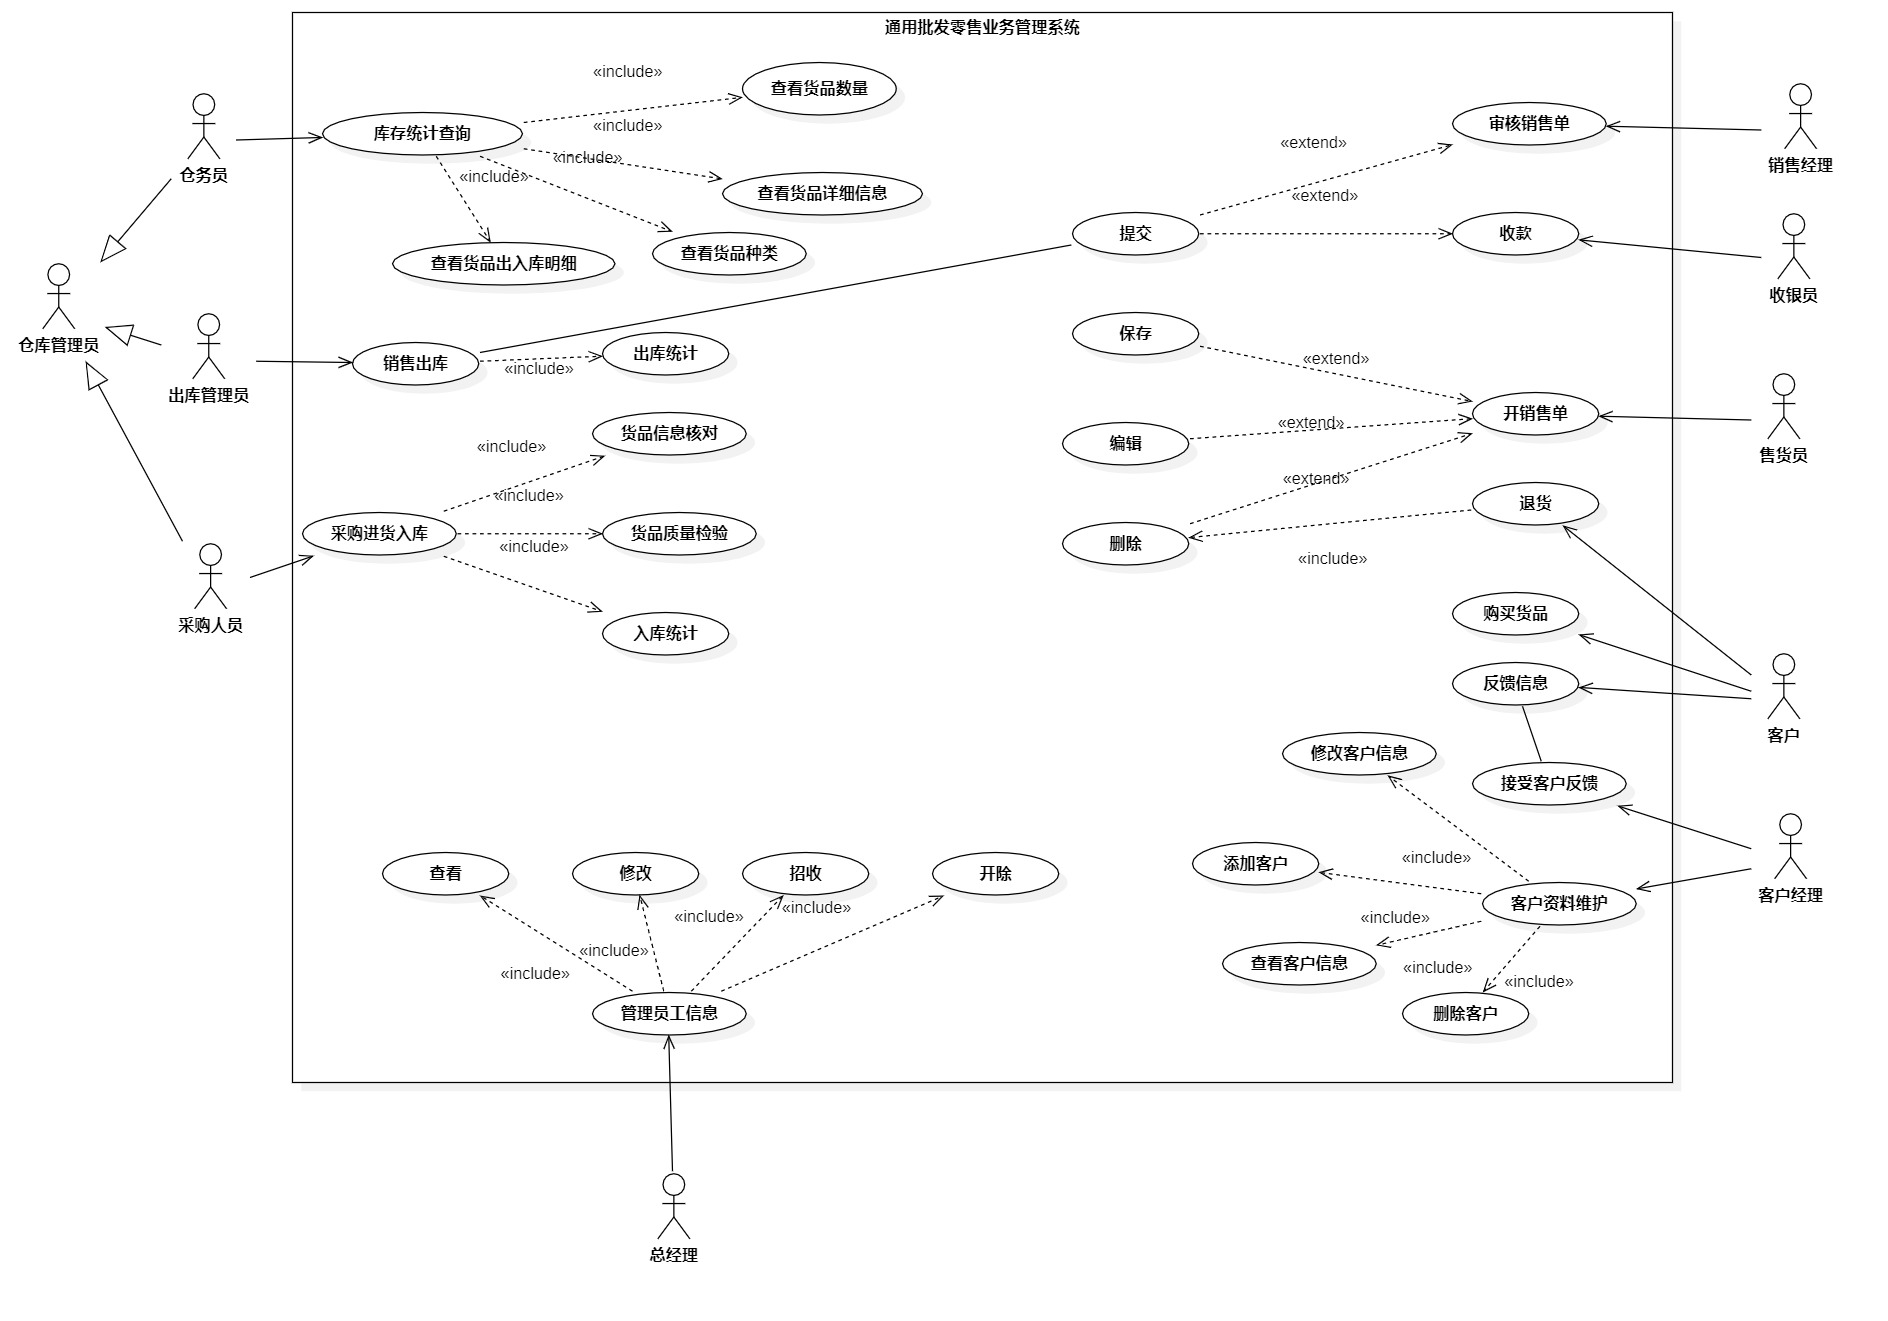 通用批发零售业务管理系统
«include»
查看货品数量
«include»
库存统计查询
审核销售单
«extend»
«include»
«include»
仓务员
销售经理
查看货品详细信息
«extend»
提交
收款
查看货品出入库明细
查看货品种类
收银员
仓库管理员
保存
出库统计
«extend»
销售出库
«include»
出库管理员
开销售单
«extend»
货品信息核对
«include»
编辑
售货员
«extend»
«include»
退货
采购进货入库
货品质量检验
«include»
删除
«include»
购买货品
采购人员
入库统计
反馈信息
客户
修改客户信息
接受客户反馈
«include»
添加客户
查看
修改
招收
开除
客户经理
客户资料维护
«include»
«include»
«include»
«include»
«include»
查看客户信息
«include»
«include»
«include»
管理员工信息
删除客户
总经理